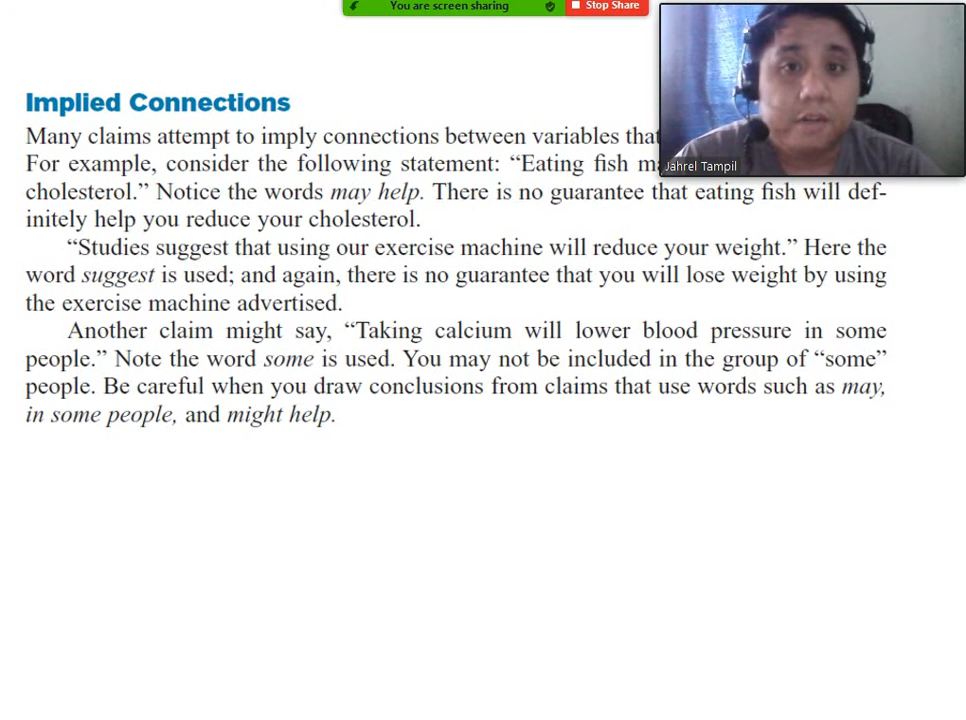 You are screen sharing
Stop Share
Jahrel Tampil
Implied Connections
Many claims attempt to imply connections between variables that
For example, consider the following statement: “Eating fish
cholesterol.” Notice the words may help. There is no guarantee that eating fish will def-
initely help you reduce your cholesterol.
“Studies suggest that using our exercise machine will reduce your weight.” Here the
word suggest is used; and again, there is no guarantee that you will lose weight by using
the exercise machine advertised.
Another claim might say, “Taking calcium will lower blood pressure in some
people.” Note the word some is used. You may not be included in the group of “some”
people. Be careful when you draw conclusions from claims that use words such as may,
in some people, and might help.